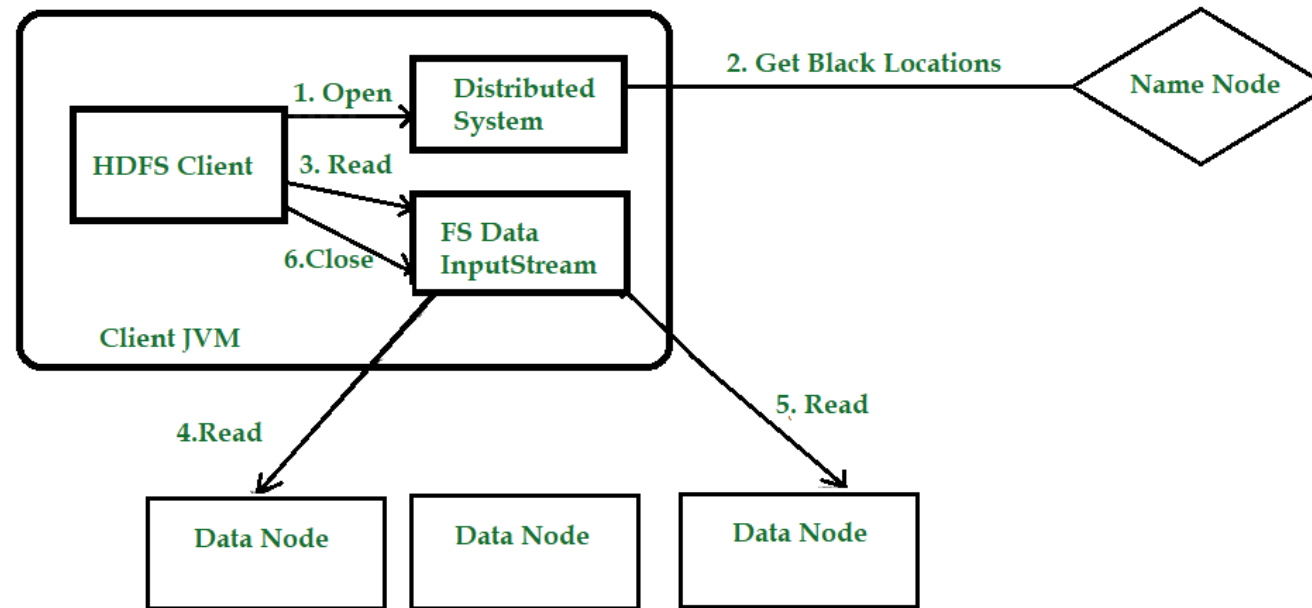 1. Open
Distributed
System
2. Get Black Locations
Name Node
HDFS Client
3. Read
FS Data
InputStream
6.Close
Client JVM
4.Read
5. Read
Data Node
Data Node
Data Node